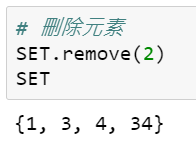 # 删除元素
SET.remove(2)
SET
{1, 3, 4, 34}